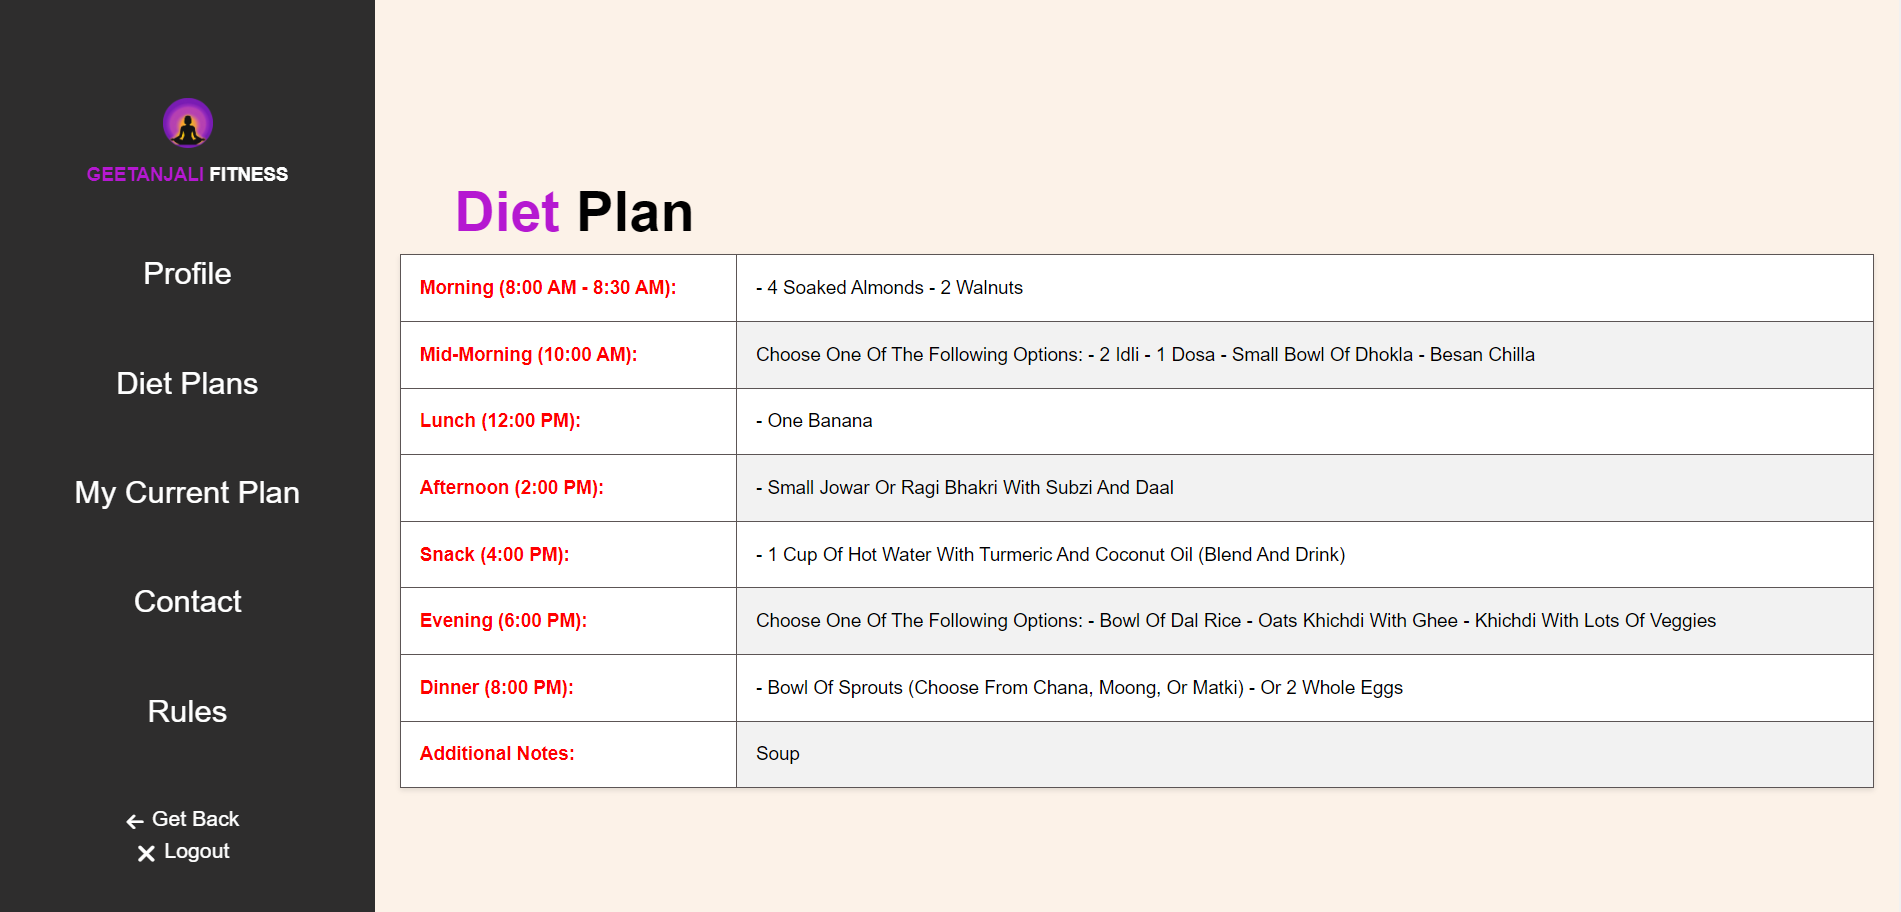 GEETANJALI FITNESS
Profile
Diet Plans
My Current Plan
Contact
Rules
Get Back
Logout
Diet Plan
Morning (8:00 AM - 8:30 AM): - 4 Soaked Almonds - 2 Walnuts
Mid-Morning (10:00 AM): Choose One Of The Following Options: - 2 Idli - 1 Dosa - Small Bowl Of Dhokla - Besan Chilla
Lunch (12:00 PM): - One Banana
Afternoon (2:00 PM): - Small Jowar Or Ragi Bhakri With Subzi And Daal
Snack (4:00 PM): - 1 Cup Of Hot Water With Turmeric And Coconut Oil (Blend And Drink)
Evening (6:00 PM): Choose One Of The Following Options: - Bowl Of Dal Rice - Oats Khichdi With Ghee - Khichdi With Lots Of Veggies
Dinner (8:00 PM): - Bowl Of Sprouts (Choose From Chana, Moong, Or Matki) - Or 2 Whole Eggs
Additional Notes: Soup